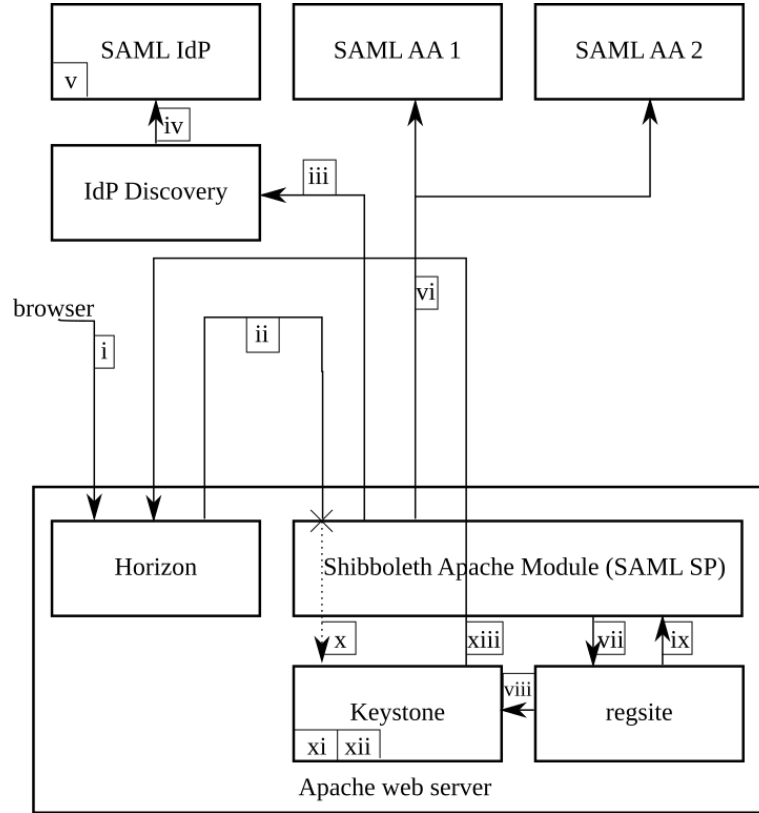 SAML IdP
SAML AA 1
SAML AA 2
v
iv
IdP Discovery
iii
vi
browser
i
ii
Horizon
Shibboleth Apache Module (SAML SP)
x
xiii
vii
ix
viii
Keystone
regsite
xi
xii
Apache web server